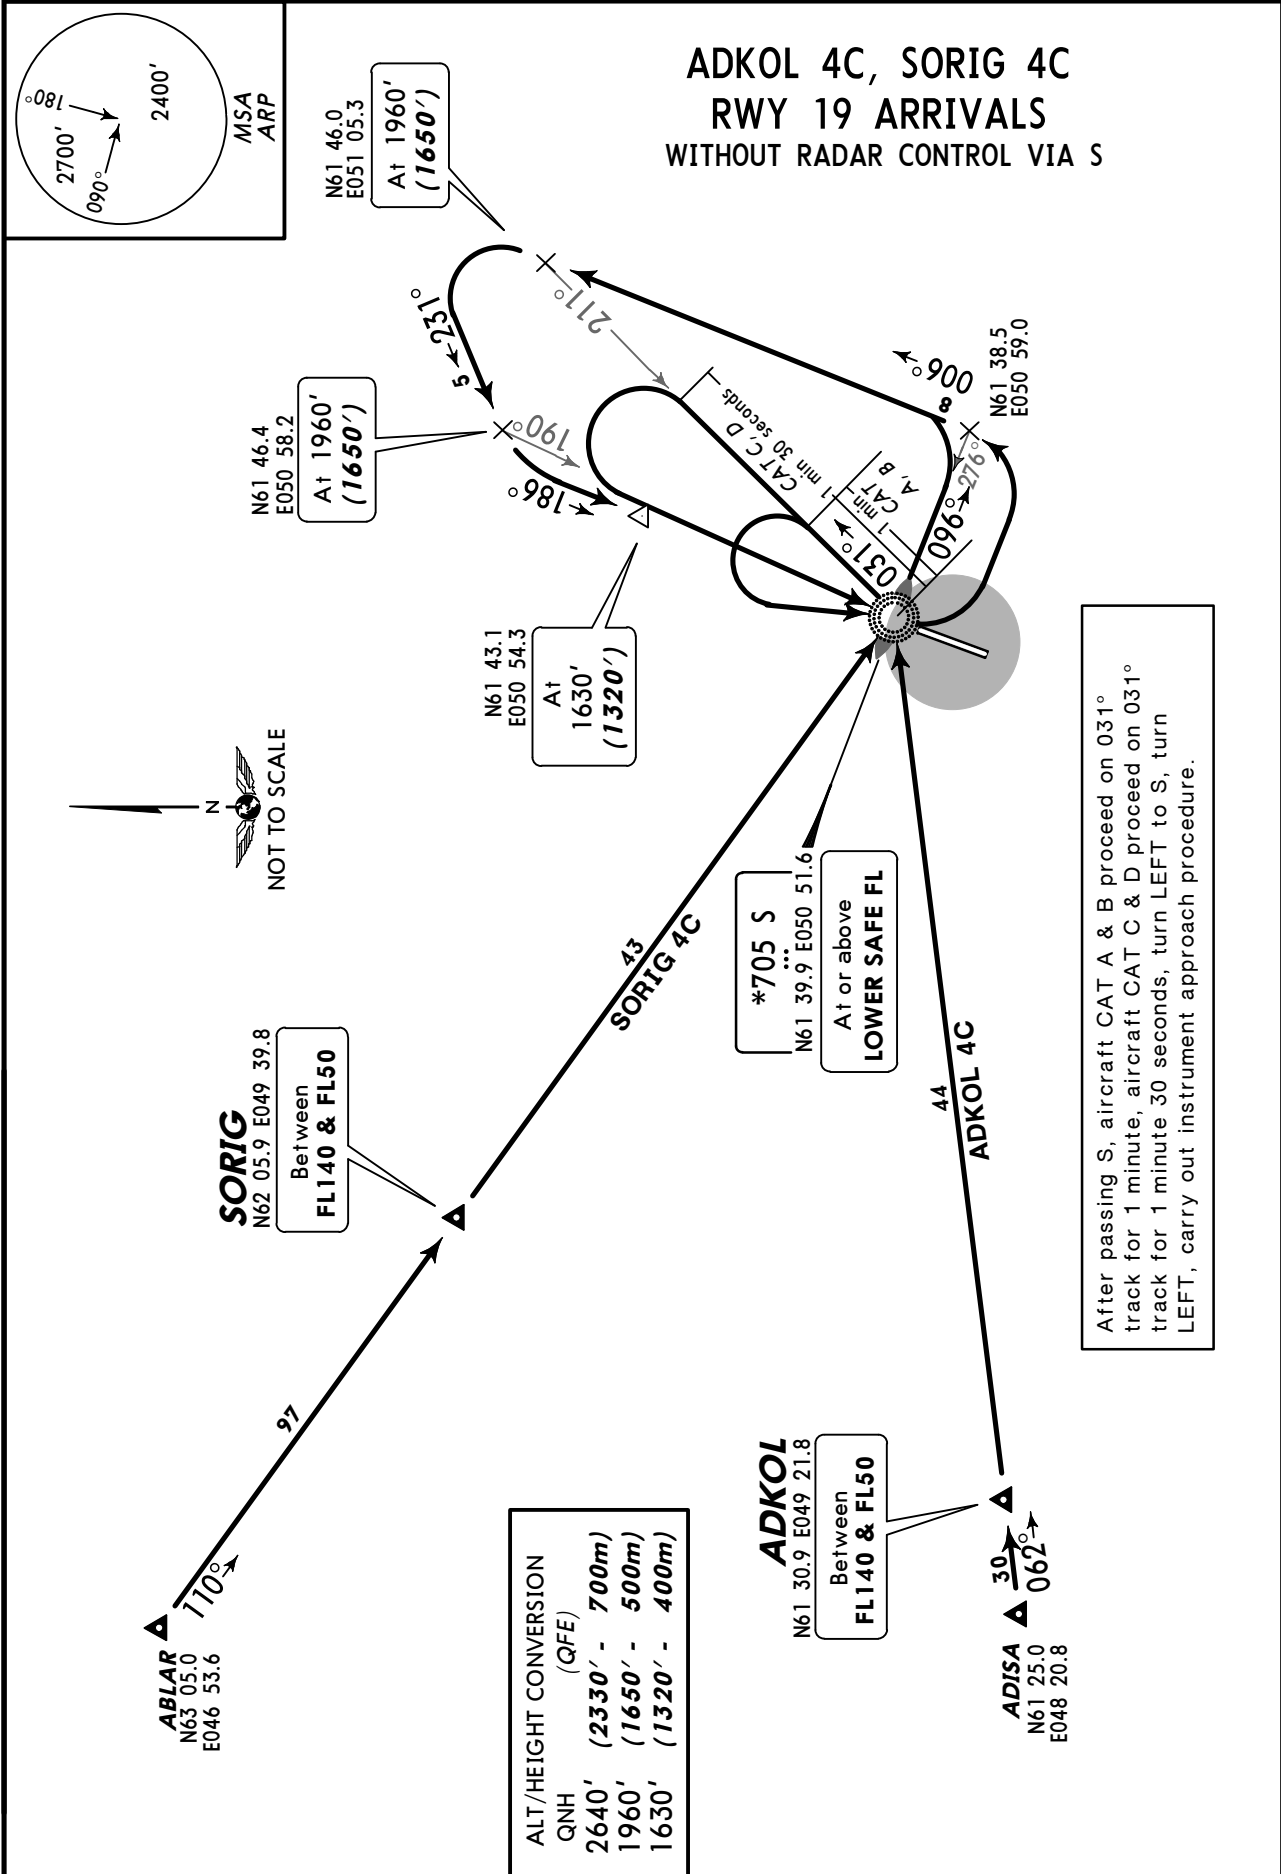 ADKOL 4C, SORIG 4C
RWY 19 ARRIVALS
WITHOUT RADAR CONTROL VIA S
MSA
ARP
180°
2700'
090°
2400'
N61 46.0
E051 05.3
At 1960'
(1650')
N61 46.4
E050 58.2
At 1960'
(1650')
5
231°
211°
190°
186°
N61 43.1
E050 54.3
At
1630'
(1320')
CAT C, D
1 min 30 seconds
CAT
A, B
1 min
031°
096°
276°
006°
8
N61 38.5
E050 59.0
N
NOT TO SCALE
*705 S
N61 39.9 E050 51.6
At or above
LOWER SAFE FL
43
SORIG 4C
44
ADKOL 4C
SORIG
N62 05.9 E049 39.8
Between
FL140 & FL50
97
110°
ABLAR
N63 05.0
E046 53.6
ADKOL
N61 30.9 E049 21.8
Between
FL140 & FL50
30
062°
ADISA
N61 25.0
E048 20.8
ALT/HEIGHT CONVERSION
QNH (QFE)
2640' (2330' - 700m)
1960' (1650' - 500m)
1630' (1320' - 400m)
After passing S, aircraft CAT A & B proceed on 031°
track for 1 minute, aircraft CAT C & D proceed on 031°
track for 1 minute 30 seconds, turn LEFT to S, turn
LEFT, carry out instrument approach procedure.